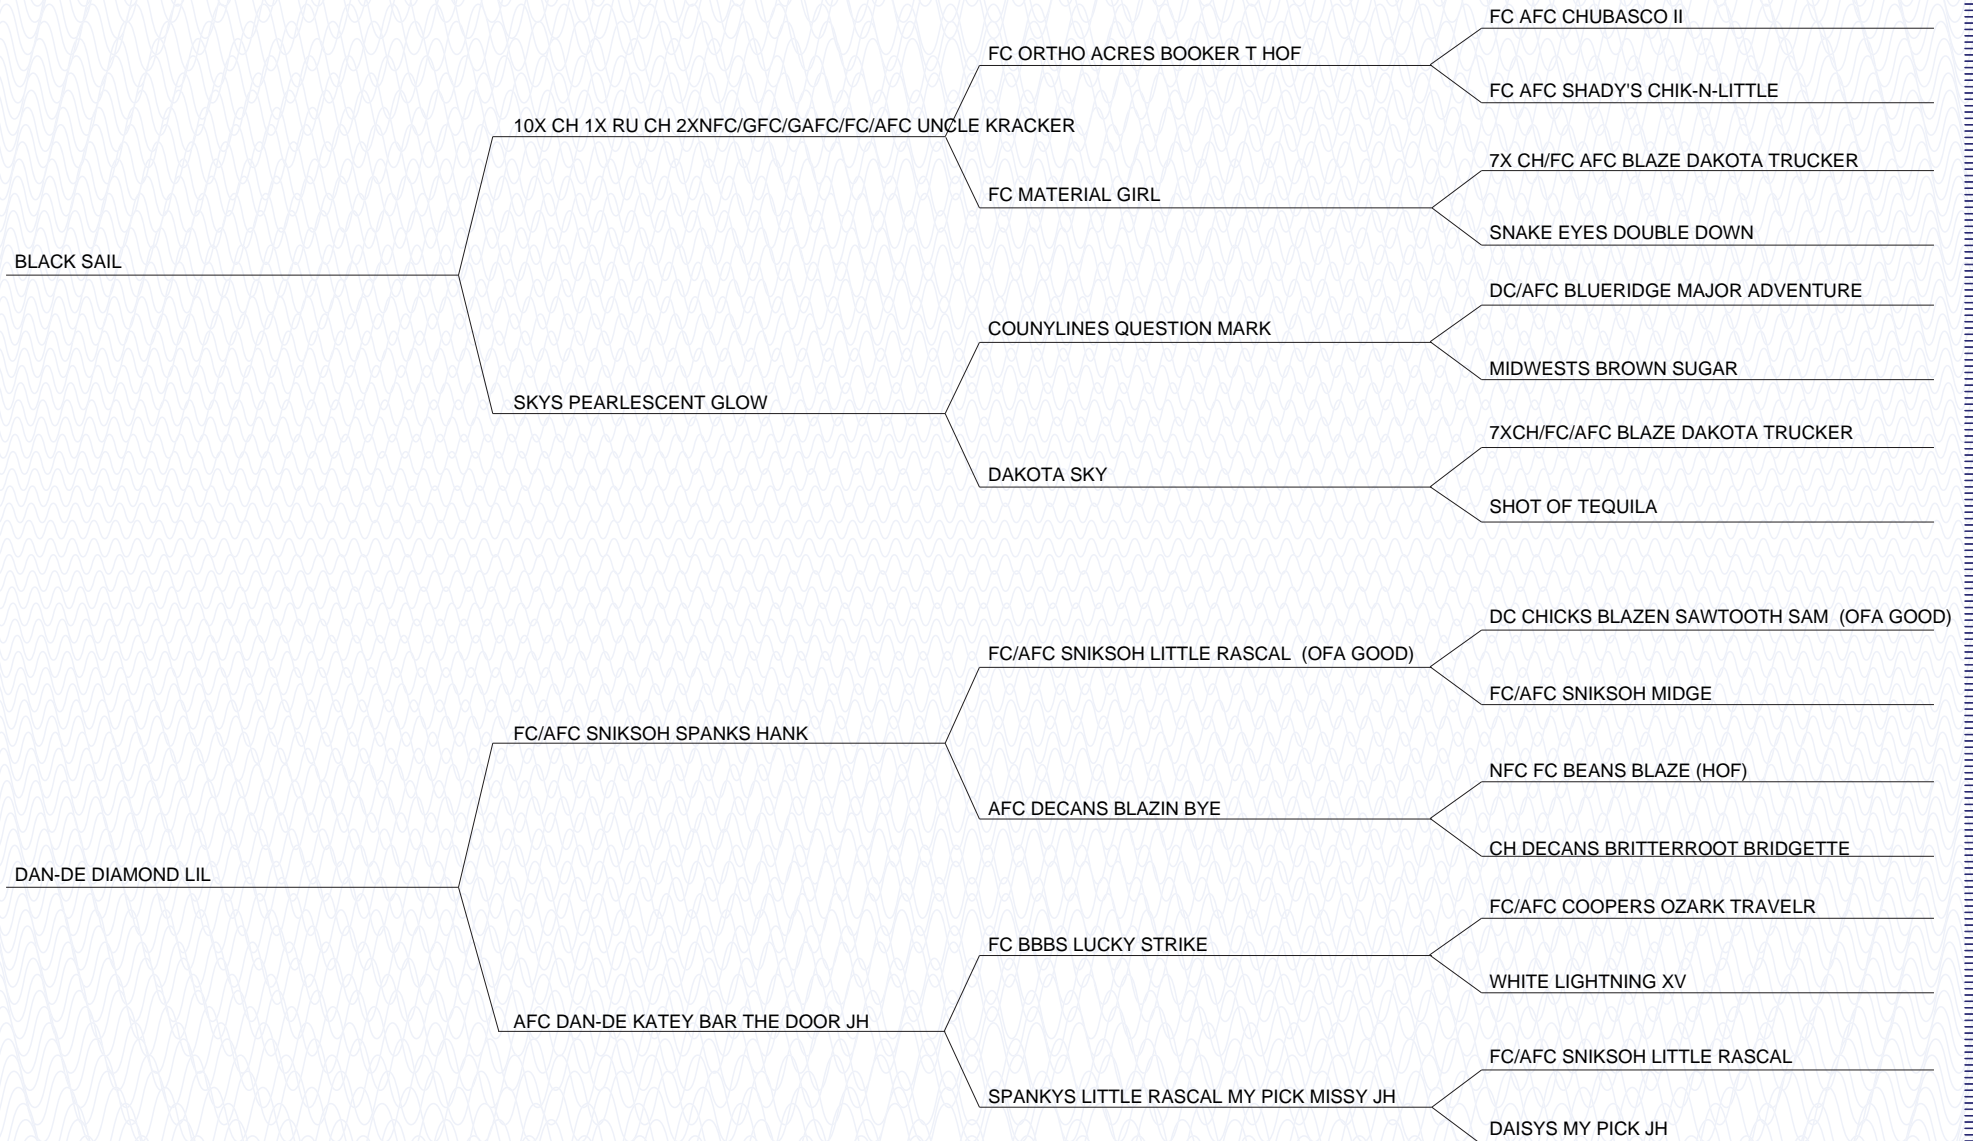 FC AFC CHUBASCO II
FC ORTHO ACRES BOOKER T HOF
FC AFC SHADY'S CHIK-N-LITTLE
10X CH 1X RU CH 2XNFC/GFC/GAFC/FC/AFC UNCLE KRACKER
7X CH/FC AFC BLAZE DAKOTA TRUCKER
FC MATERIAL GIRL
SNAKE EYES DOUBLE DOWN
BLACK SAIL
DC/AFC BLUERIDGE MAJOR ADVENTURE
COUNYLINES QUESTION MARK
MIDWESTS BROWN SUGAR
SKYS PEARLESCENT GLOW
7XCH/FC/AFC BLAZE DAKOTA TRUCKER
DAKOTA SKY
SHOT OF TEQUILA
DC CHICKS BLAZEN SAWTOOTH SAM (OFA GOOD)
FC/AFC SNIKSOH LITTLE RASCAL (OFA GOOD)
FC/AFC SNIKSOH MIDGE
FC/AFC SNIKSOH SPANKS HANK
NFC FC BEANS BLAZE (HOF)
AFC DECANS BLAZIN BYE
CH DECANS BRITTERROOT BRIDGETTE
DAN-DE DIAMOND LIL
FC/AFC COOPERS OZARK TRAVELR
FC BBBS LUCKY STRIKE
WHITE LIGHTNING XV
AFC DAN-DE KATEY BAR THE DOOR JH
FC/AFC SNIKSOH LITTLE RASCAL
SPANKYS LITTLE RASCAL MY PICK MISSY JH
DAISYS MY PICK JH